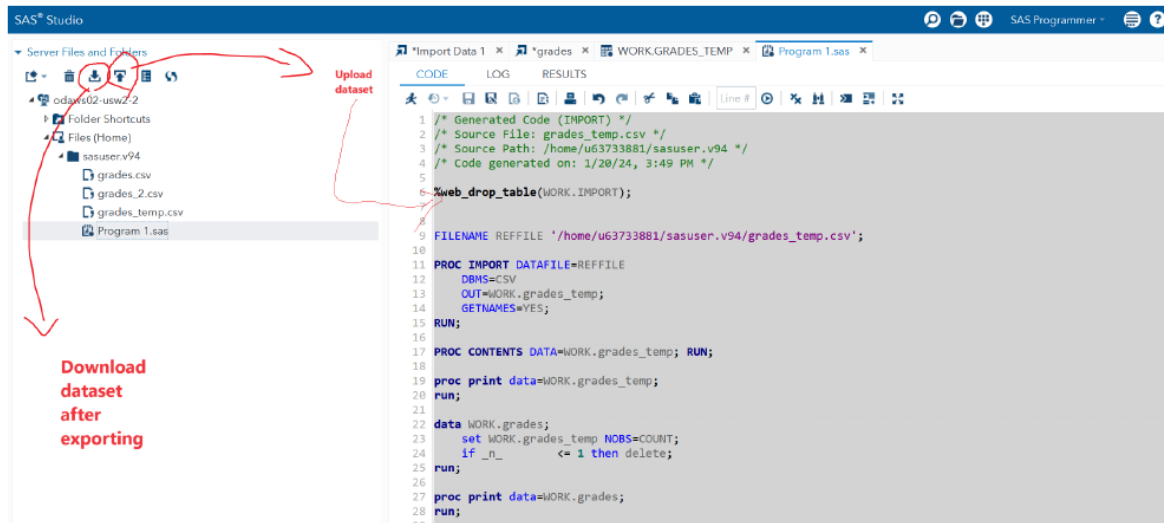 SAS® Studio
SAS Programmer
Server Files and Folders
odaws02-usw2-2
Folder Shortcuts
Files (Home)
sasuser.v94
grades.csv
grades_2.csv
grades_temp.csv
Program 1.sas
Upload
dataset
Download
dataset
after
exporting
*Import Data 1
*grades
WORK.GRADES_TEMP
Program 1.sas
CODE LOG RESULTS
Line #
1 /* Generated Code (IMPORT) */
2 /* Source File: grades_temp.csv */
3 /* Source Path: /home/u63733881/sasuser.v94 */
4 /* Code generated on: 1/20/24, 3:49 PM */
5
6 %web_drop_table(WORK.IMPORT);
7
8
9 FILENAME REFFILE '/home/u63733881/sasuser.v94/grades_temp.csv';
10
11 PROC IMPORT DATAFILE=REFFILE
12 DBMS=CSV
13 OUT=WORK.grades_temp;
14 GETNAMES=YES;
15 RUN;
16
17 PROC CONTENTS DATA=WORK.grades_temp; RUN;
18
19 proc print data=WORK.grades_temp;
20 run;
21
22 data WORK.grades;
23 set WORK.grades_temp NOBS=COUNT;
24 if _n_ <= 1 then delete;
25 run;
26
27 proc print data=WORK.grades;
28 run;